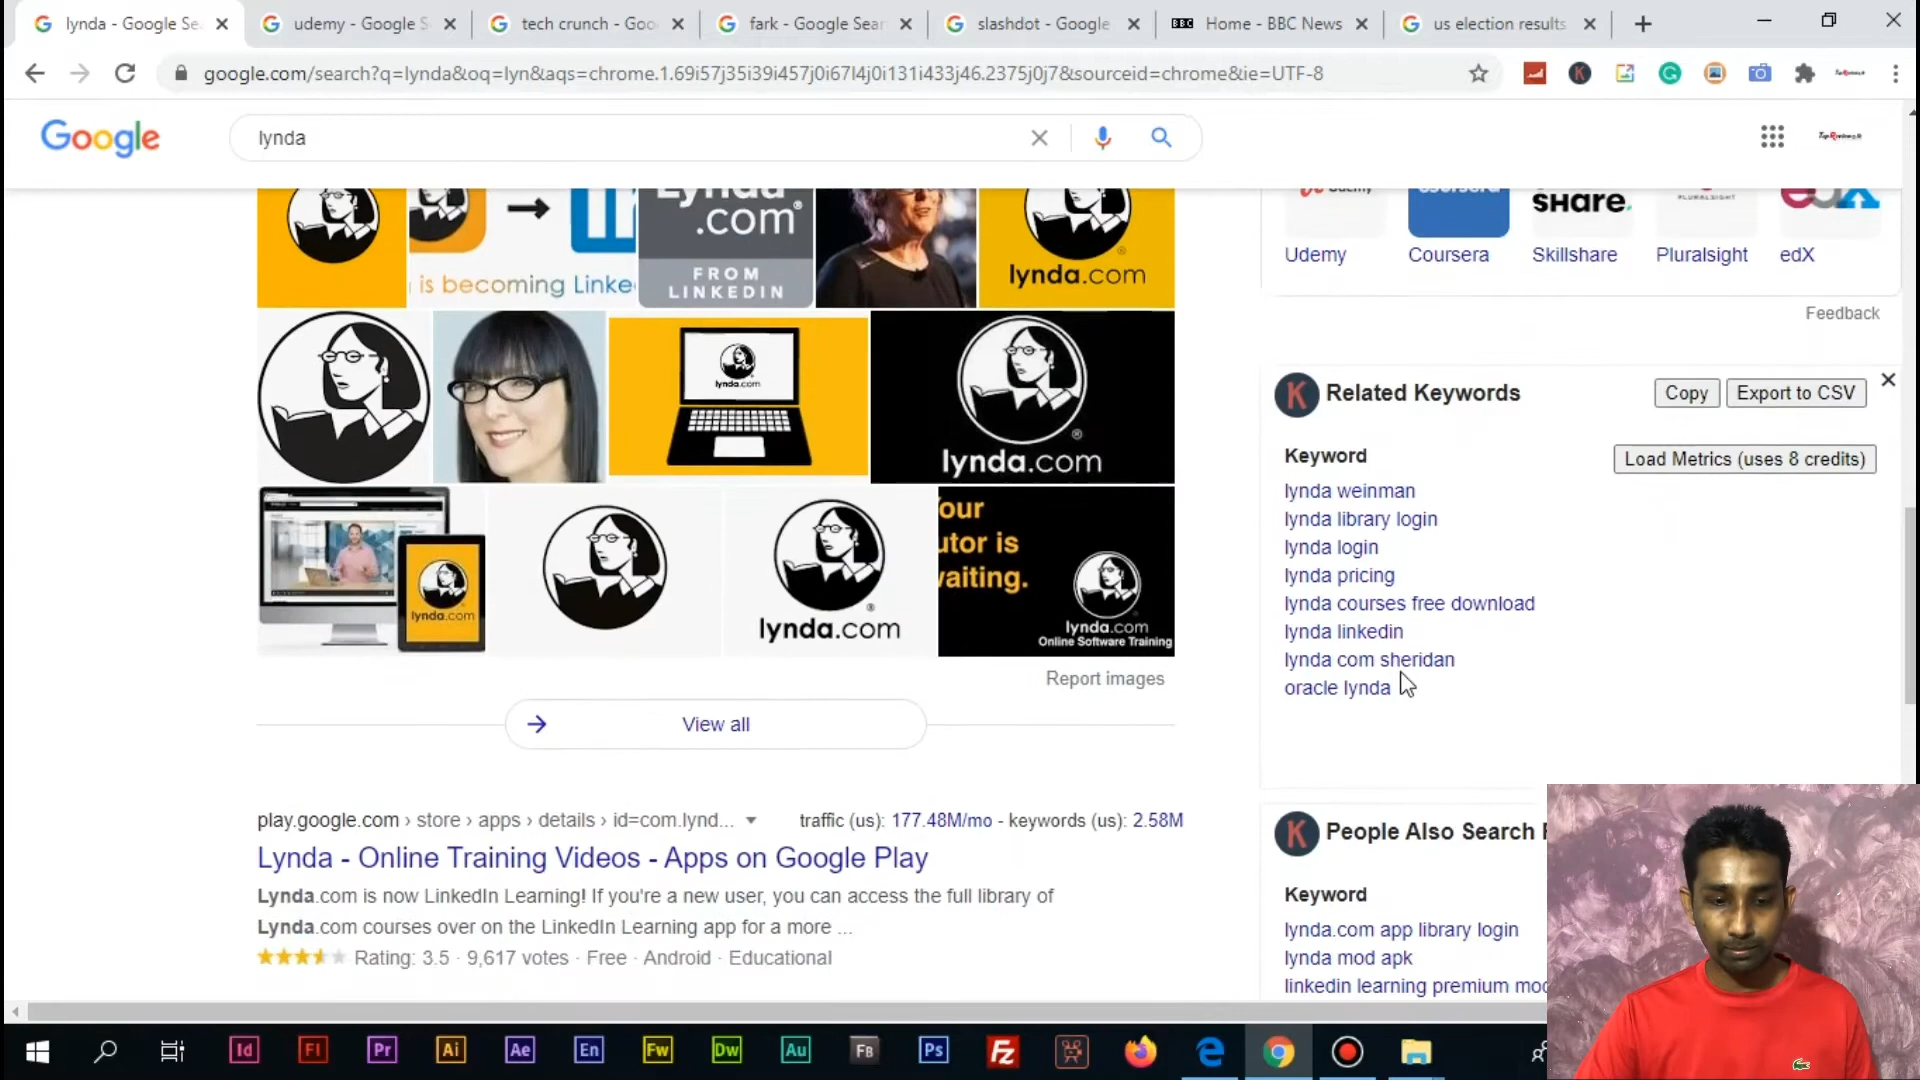 lynda - Google Se
udemy - Google S
tech crunch - Goo
fark - Google Sear
slashdot - Google
BBC Home - BBC News
us election results
google.com/search?q=lynda&oq=lyn&aqs=chrome.1.69i57j35i39i457j0i67l4j0i131i433j46.2375j0j7&sourceid=chrome&ie=UTF-8
Google
lynda
Lynda
.com®
FROM
LINKEDIN
is becoming Linke
lynda.com
SHARE.
PLURALSIGHT
edX
Udemy
Coursera
Skillshare
Pluralsight
edX
Feedback
lynda.com
lynda.com
K Related Keywords
Copy
Export to CSV
Keyword
Load Metrics (uses 8 credits)
lynda weinman
lynda library login
lynda login
lynda pricing
lynda courses free download
lynda linkedin
lynda com sheridan
oracle lynda
lynda.com
lynda.com
our
utor is
vaiting.
lynda.com
Online Software Training
Report images
View all
play.google.com › store › apps › details › id=com.lynd...
traffic (us): 177.48M/mo - keywords (us): 2.58M
Lynda - Online Training Videos - Apps on Google Play
Lynda.com is now LinkedIn Learning! If you're a new user, you can access the full library of
Lynda.com courses over on the LinkedIn Learning app for a more ...
Rating: 3.5 · 9,617 votes · Free · Android · Educational
K People Also Search
Keyword
lynda.com app library login
lynda mod apk
linkedin learning premium mo
Id
Fl
Pr
Ai
Ae
En
Fw
Dw
Au
FB
Ps
FZ